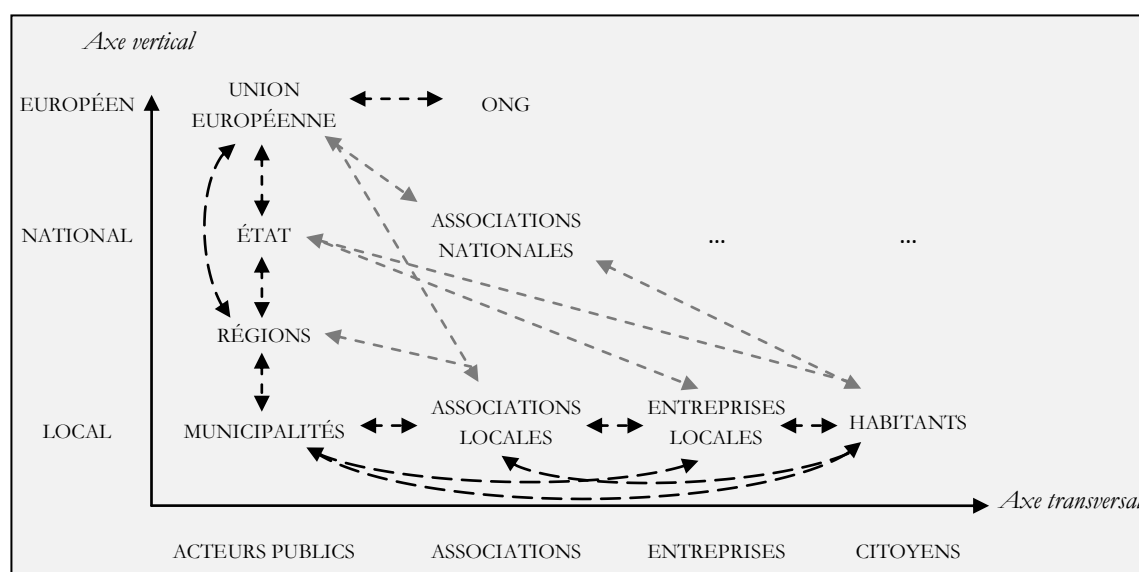 Axe vertical
UNION
EUROPÉEN
EUROPÉENNE
ONG
ASSOCIATIONS
NATIONAL
ÉTAT
NATIONALES
...
...
RÉGIONS
ASSOCIATIONS
ENTREPRISES
LOCAL
MUNICIPALITÉS
LOCALES
LOCALES
HABITANTS
Axe transversal
ACTEURS PUBLICS
ASSOCIATIONS
ENTREPRISES
CITOYENS